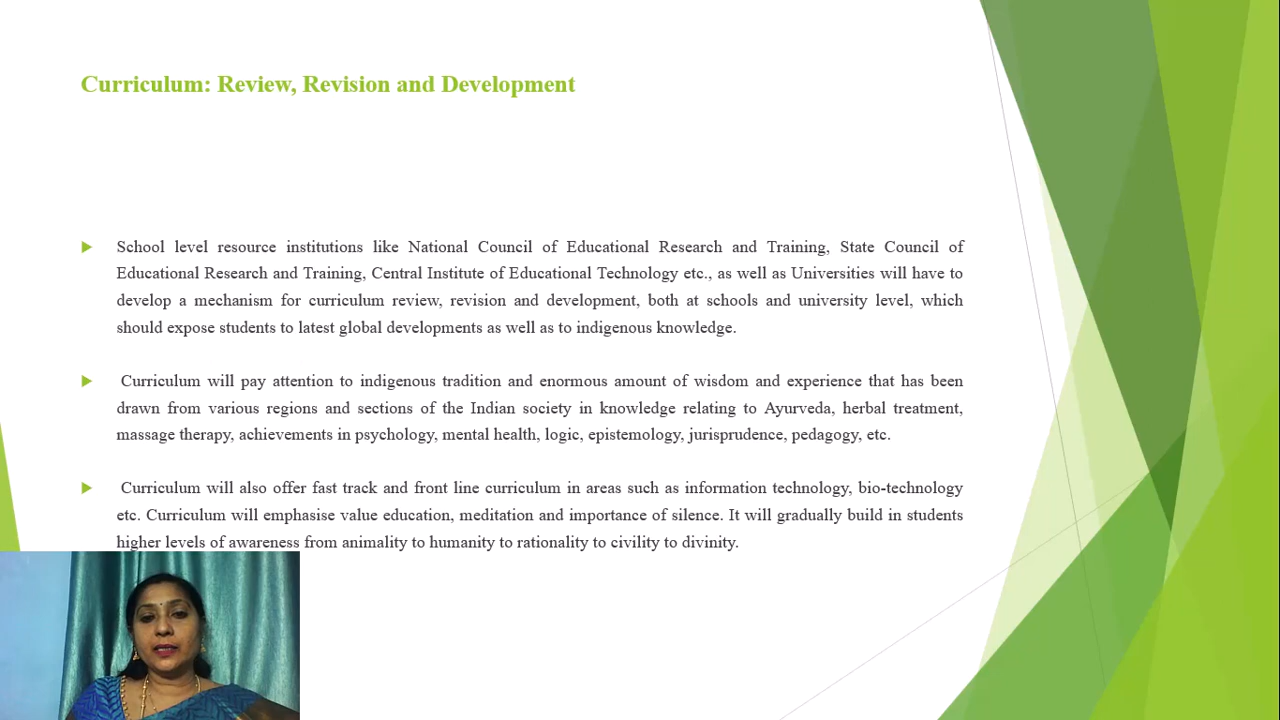 Curriculum: Review, Revision and Development
School level resource institutions like National Council of Educational Research and Training, State Council of
Educational Research and Training, Central Institute of Educational Technology etc., as well as Universities will have to
develop a mechanism for curriculum review, revision and development, both at schools and university level, which
should expose students to latest global developments as well as to indigenous knowledge.
Curriculum will pay attention to indigenous tradition and enormous amount of wisdom and experience that has been
drawn from various regions and sections of the Indian society in knowledge relating to Ayurveda, herbal treatment,
massage therapy, achievements in psychology, mental health, logic, epistemology, jurisprudence, pedagogy, etc.
Curriculum will also offer fast track and front line curriculum in areas such as information technology, bio-technology
etc. Curriculum will emphasise value education, meditation and importance of silence. It will gradually build in students
higher levels of awareness from animality to humanity to rationality to civility to divinity.